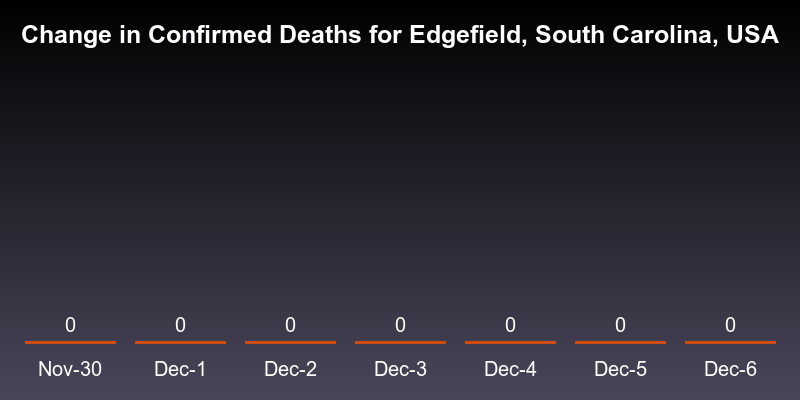 Change in Confirmed Deaths for Edgefield, South Carolina, USA
0 0 0 0 0 0 0
Nov-30 Dec-1 Dec-2 Dec-3 Dec-4 Dec-5 Dec-6